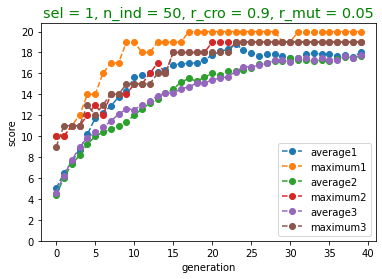 sel = 1, n_ind = 50, r_cro = 0.9, r_mut = 0.05
20
18
16
14
12
10
8
6
4
2
0
score
0 5 10 15 20 25 30 35 40
generation
average1
maximum1
average2
maximum2
average3
maximum3